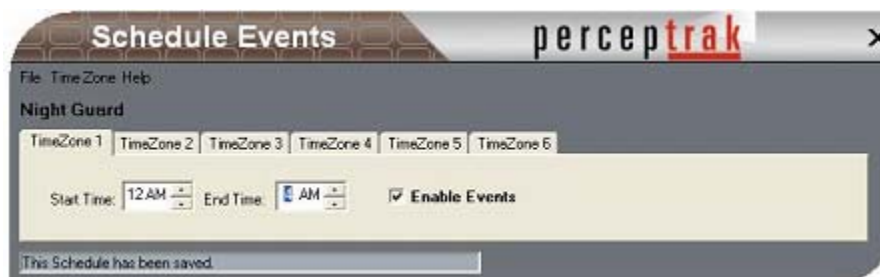 Schedule Events perceptrak
File Time Zone Help
Night Guard
TimeZone 1 TimeZone 2 TimeZone 3 TimeZone 4 TimeZone 5 TimeZone 6
Start Time: 12 AM End Time: AM Enable Events
This Schedule has been saved.